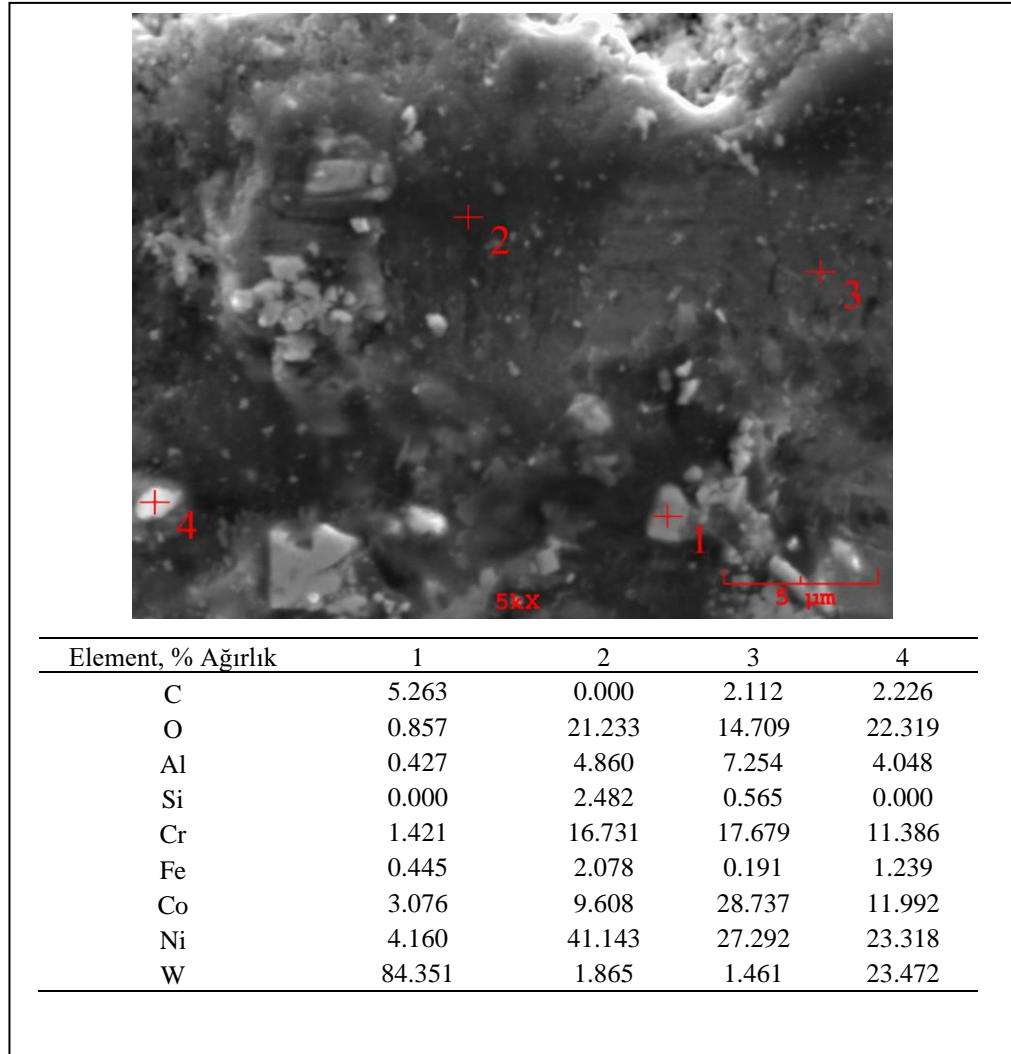 2
3
4
1
5kX
5 µm
Element, % Ağırlık 1 2 3 4
C 5.263 0.000 2.112 2.226
O 0.857 21.233 14.709 22.319
Al 0.427 4.860 7.254 4.048
Si 0.000 2.482 0.565 0.000
Cr 1.421 16.731 17.679 11.386
Fe 0.445 2.078 0.191 1.239
Co 3.076 9.608 28.737 11.992
Ni 4.160 41.143 27.292 23.318
W 84.351 1.865 1.461 23.472